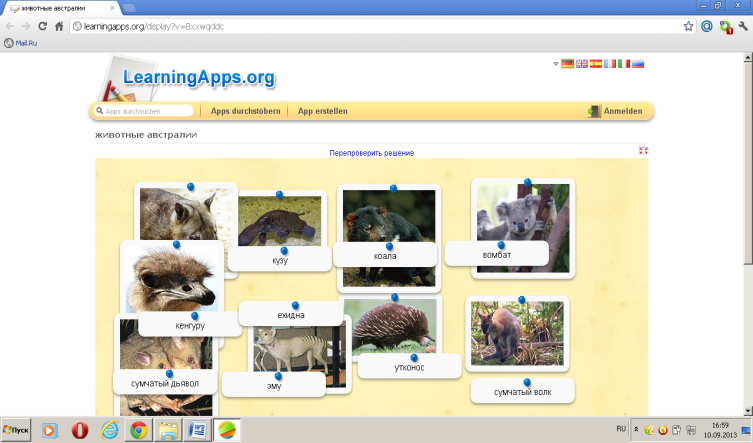 животные австралии
learningapps.org/display?v=8xxwqddc
Mail.Ru
LearningApps.org
Apps durchsuchen
Apps durchstöbern
App erstellen
Anmelden
животные австралии
Перепроверить решение
кузу
коала
вомбат
кенгуру
ехидна
утконос
сумчатый дьявол
эму
сумчатый волк
Пуск
RU
16:59
10.09.2013